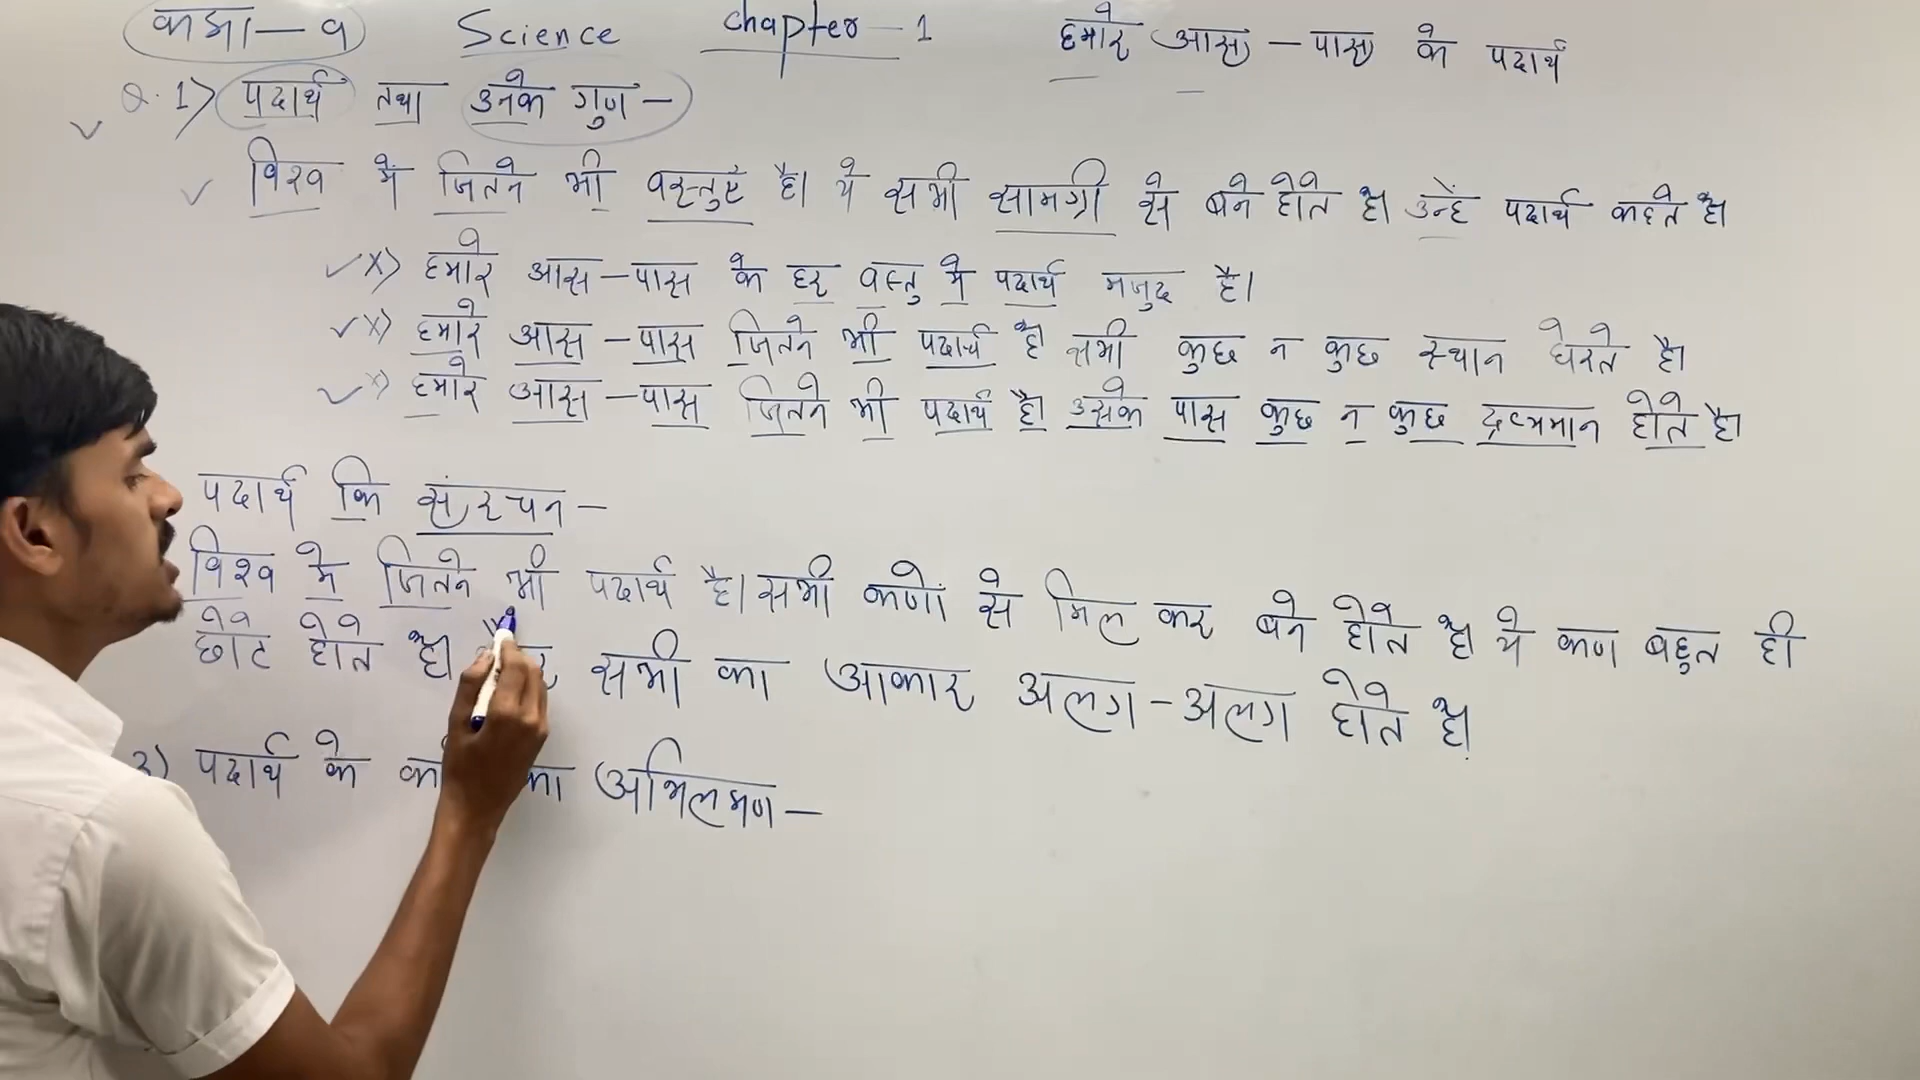 कक्षा — 9 Science Chapter - 1 हमारे आस — पास के पदार्थ
Q. 1) पदार्थ तथा उनके गुण —
विश्व में जितने भी वस्तुएं है। ये सभी सामग्री से बने होते है। उन्हें पदार्थ कहते है
x) हमारे आस — पास के हर वस्तु में पदार्थ मजुद है।
x) हमारे आस — पास जितने भी पदार्थ है सभी कुछ न कुछ स्थान घेरते है।
x) हमारे आस — पास जितने भी पदार्थ है। उसके पास कुछ न कुछ द्रव्यमान होते है।
पदार्थ कि संरचन —
विश्व मे जितने भी पदार्थ है। सभी कणों से मिल कर बने होते है। ये कण बहुत ही
छोटे होते है। सभी का आकार अलग - अलग होते है।
पदार्थ के का अभिलक्षण —